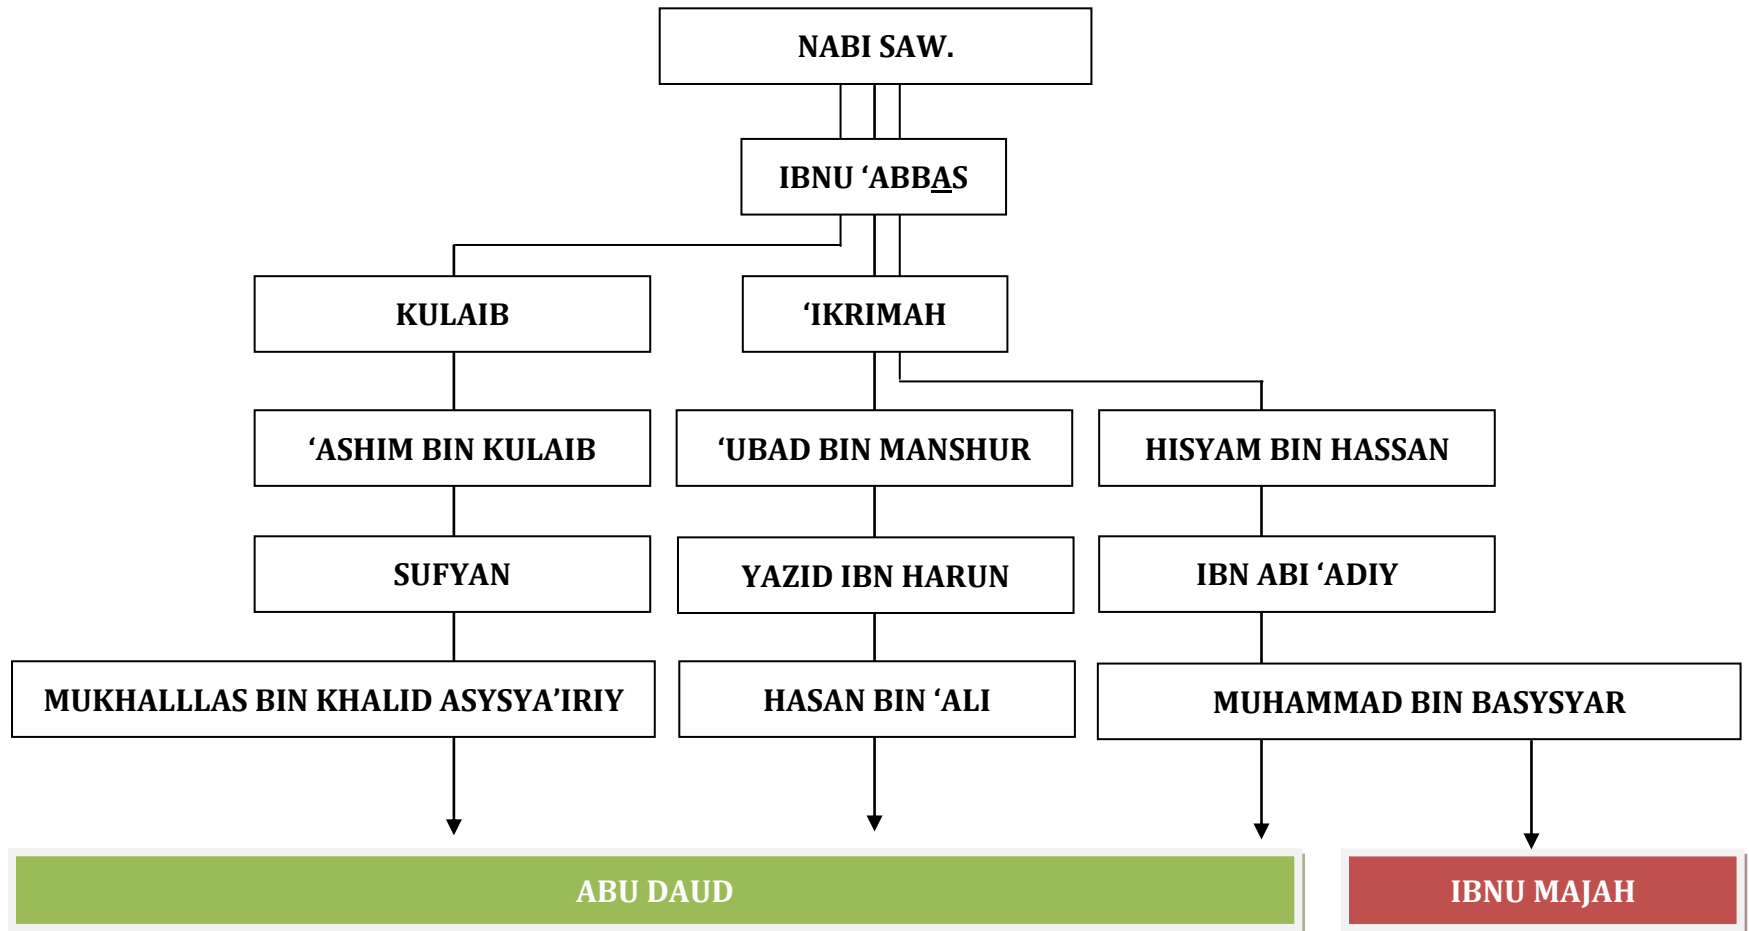 NABI SAW.
IBNU ‘ABBAS
KULAIB
‘IKRIMAH
‘ASHIM BIN KULAIB
‘UBAD BIN MANSHUR
HISYAM BIN HASSAN
SUFYAN
YAZID IBN HARUN
IBN ABI ‘ADIY
MUKHALLLAS BIN KHALID ASYSYA’IRIY
HASAN BIN ‘ALI
MUHAMMAD BIN BASYSYAR
ABU DAUD
IBNU MAJAH